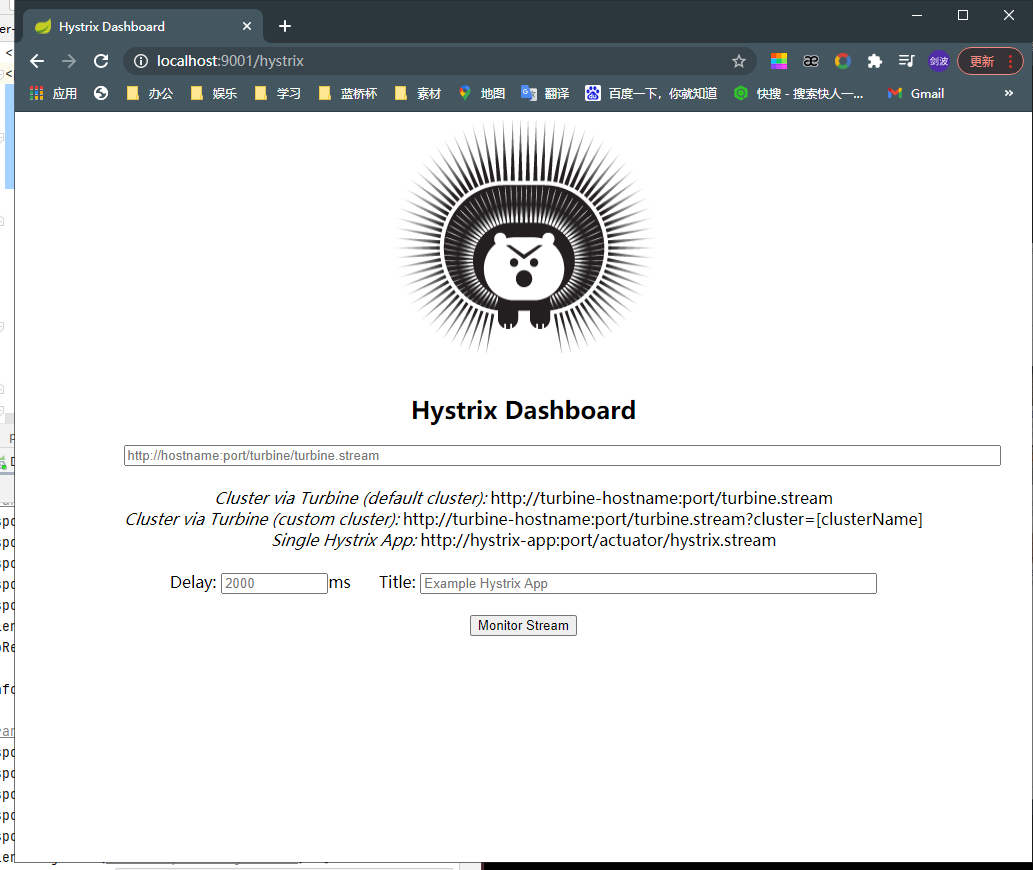 Hystrix Dashboard
localhost:9001/hystrix
剑波
更新
应用 办公 娱乐 学习 蓝桥杯 素材 地图 翻译 百度一下，你就知道 快搜 - 搜索快人一... Gmail »
Hystrix Dashboard
http://hostname:port/turbine/turbine.stream
Cluster via Turbine (default cluster): http://turbine-hostname:port/turbine.stream
Cluster via Turbine (custom cluster): http://turbine-hostname:port/turbine.stream?cluster=[clusterName]
Single Hystrix App: http://hystrix-app:port/actuator/hystrix.stream
Delay: 2000 ms Title: Example Hystrix App
Monitor Stream